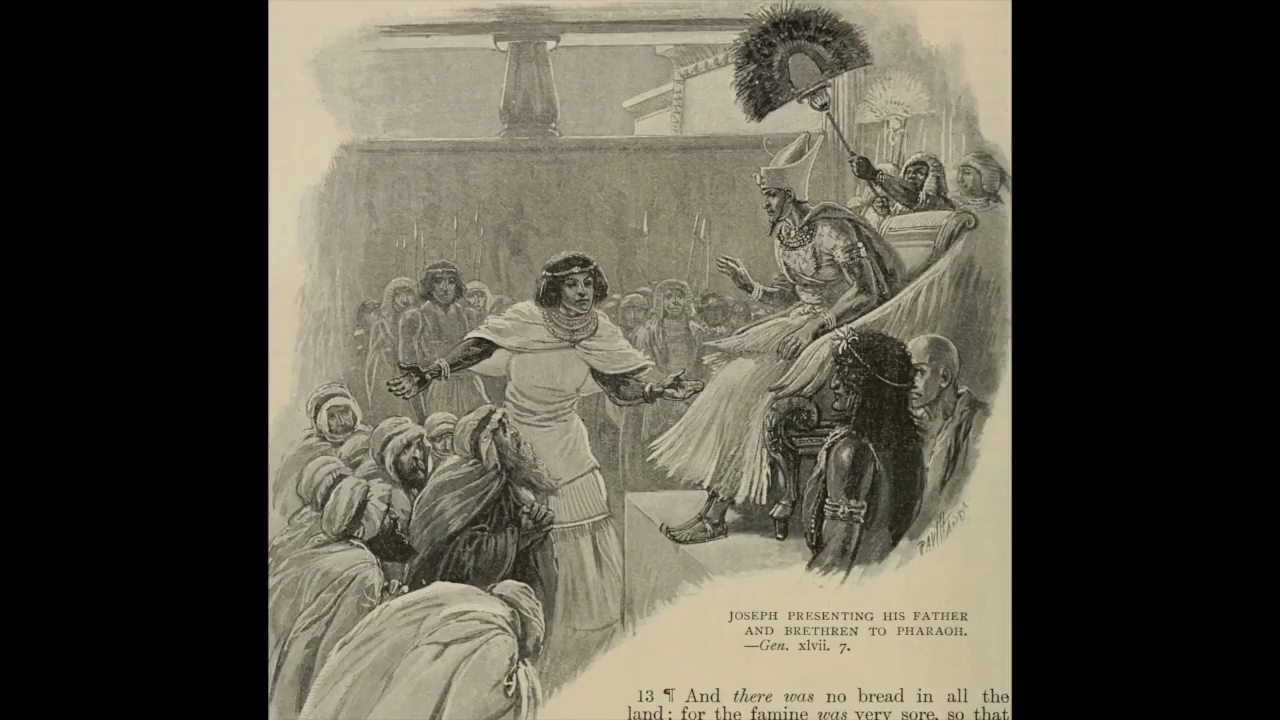 JOSEPH PRESENTING HIS FATHER
AND BRETHREN TO PHARAOH.
—Gen. xlvii. 7.
13 ¶ And there was no bread in all the
land; for the famine was very sore, so that